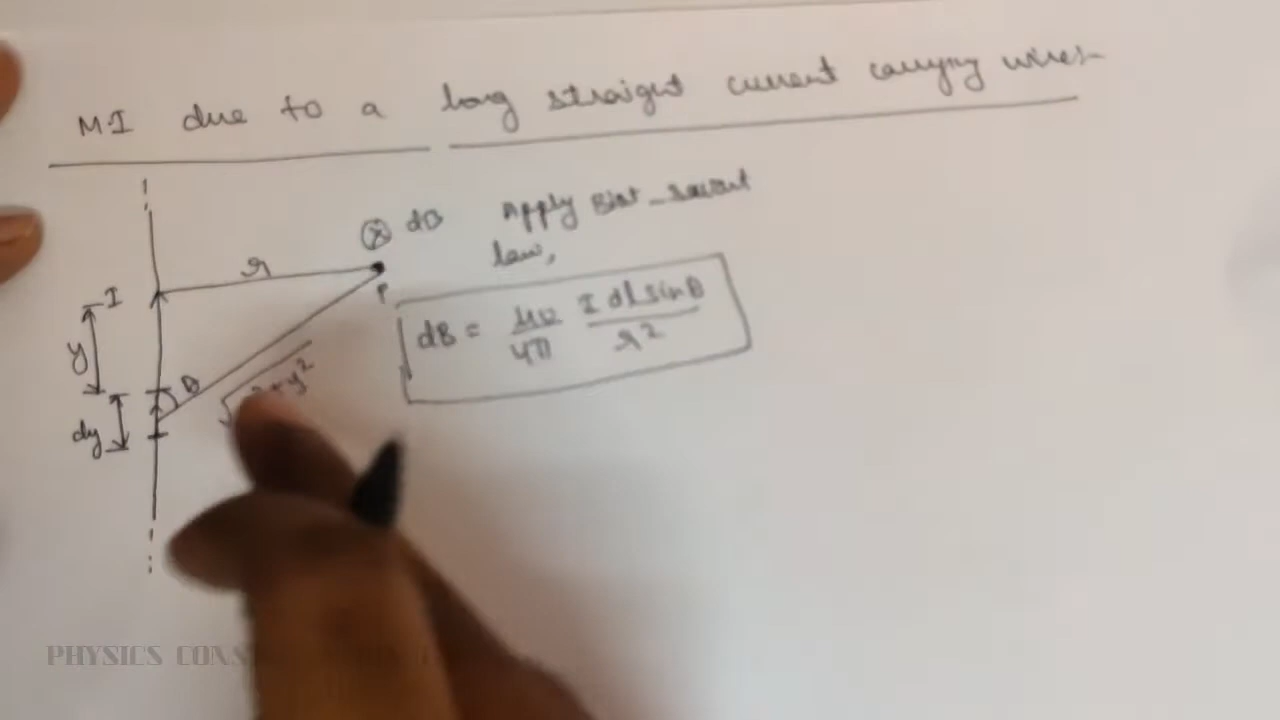 M.I due to a long straight current carrying wire:-
⊗ dB
Apply Biot-Savart
law,
r
P
I
y
θ
dy
dB = μ0/4π I dl sinθ/r²
+y²
PHYSICS